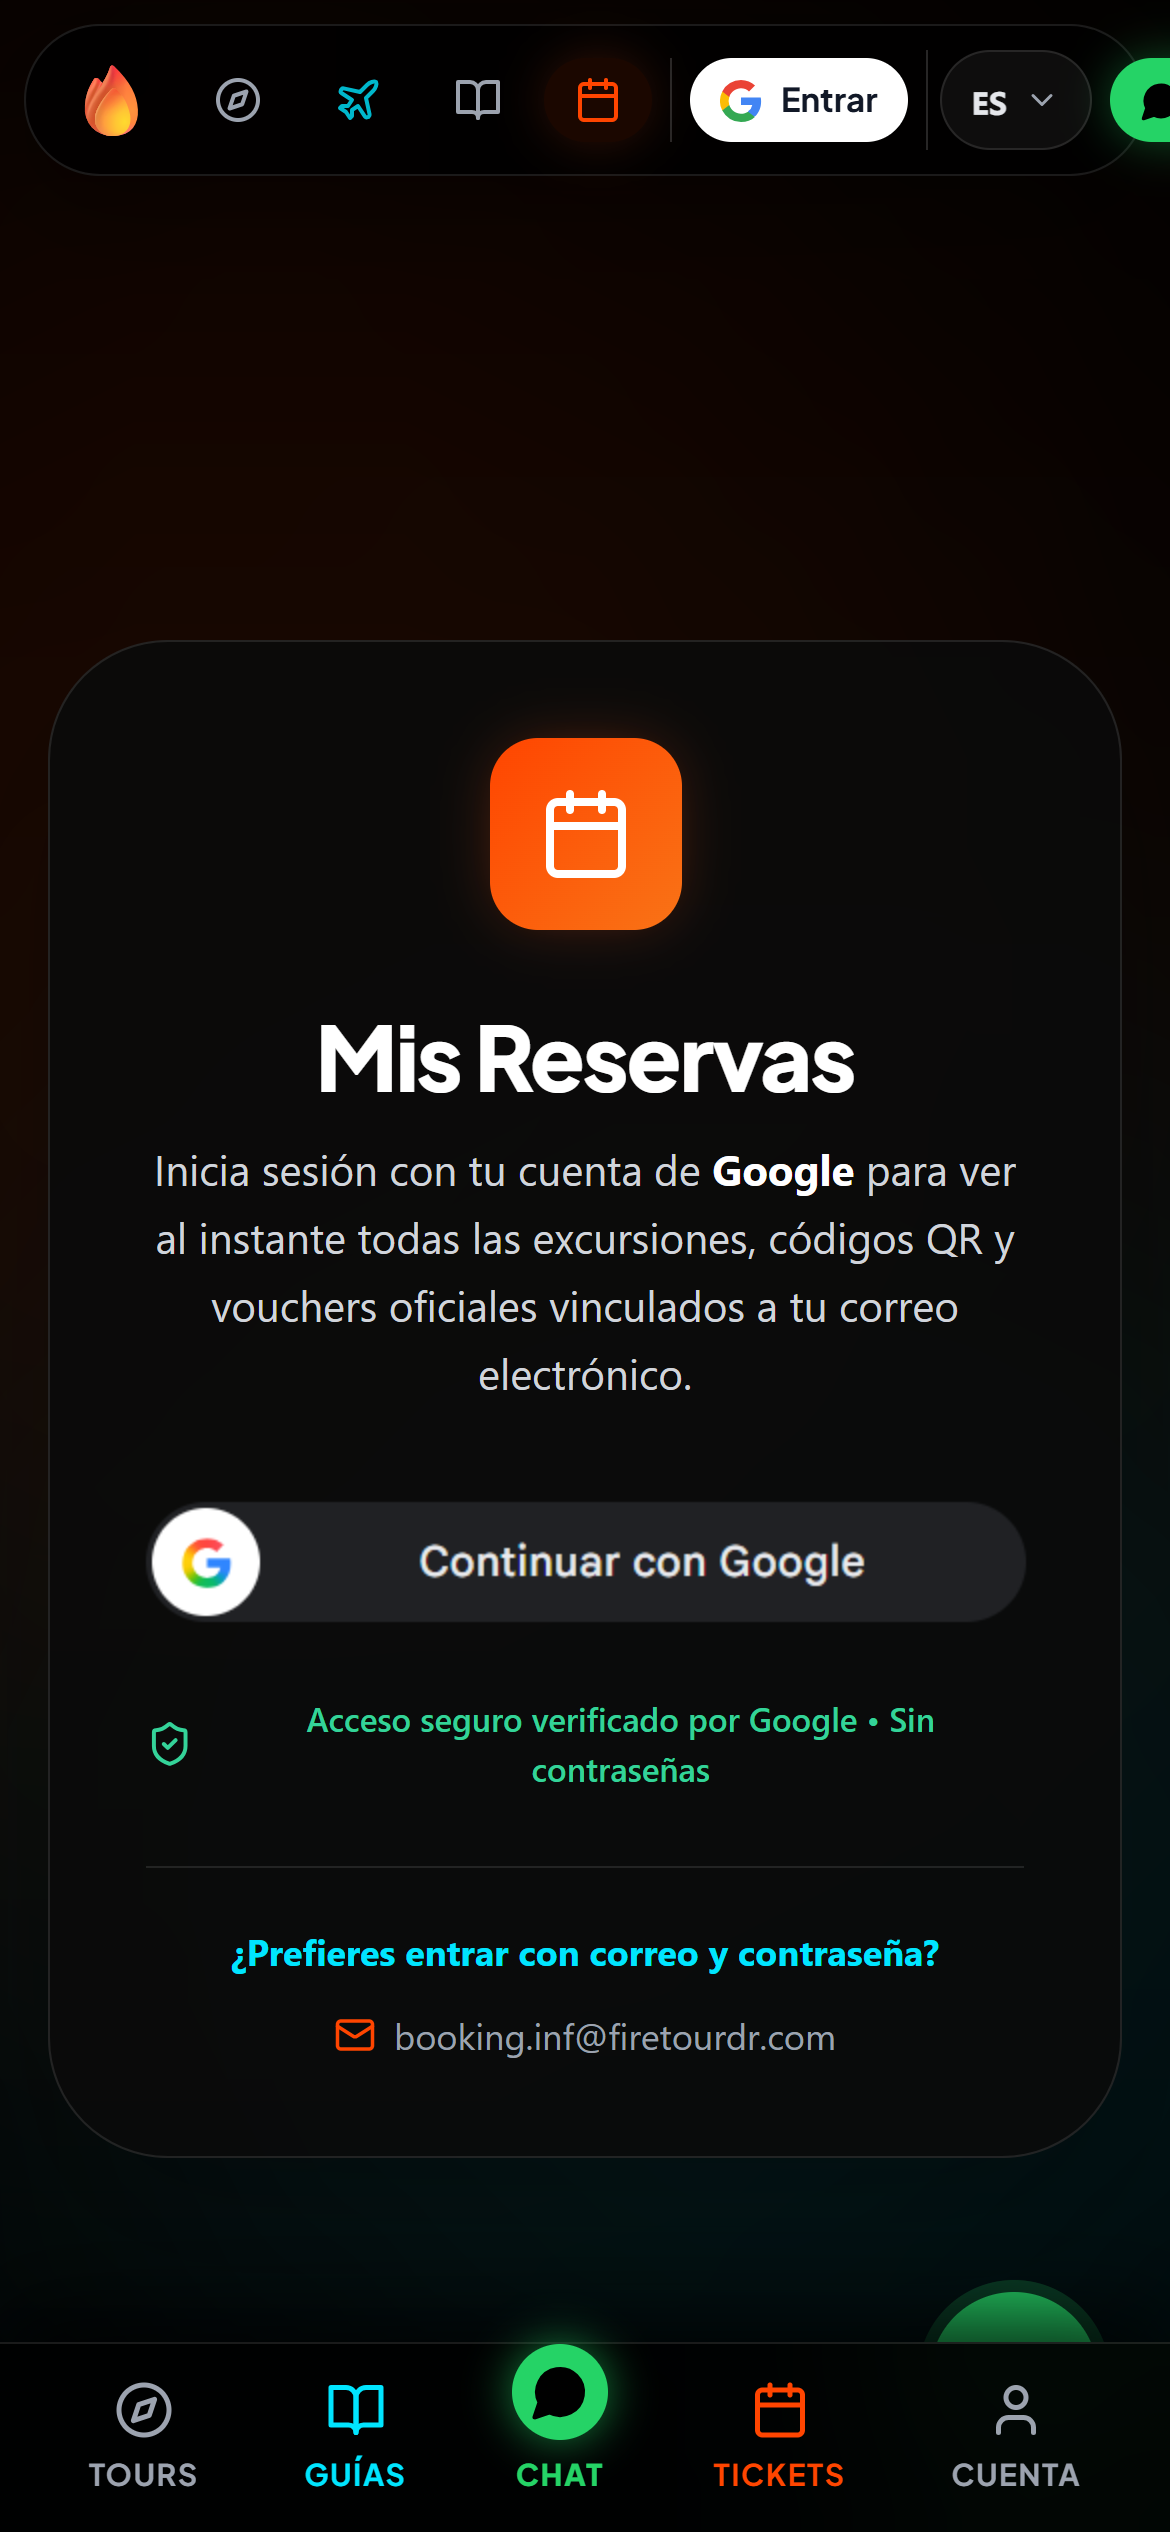 Entrar
ES
Mis Reservas
Inicia sesión con tu cuenta de Google para ver
al instante todas las excursiones, códigos QR y
vouchers oficiales vinculados a tu correo
electrónico.
Continuar con Google
Acceso seguro verificado por Google • Sin
contraseñas
¿Prefieres entrar con correo y contraseña?
booking.inf@firetourdr.com
TOURS
GUÍAS
CHAT
TICKETS
CUENTA